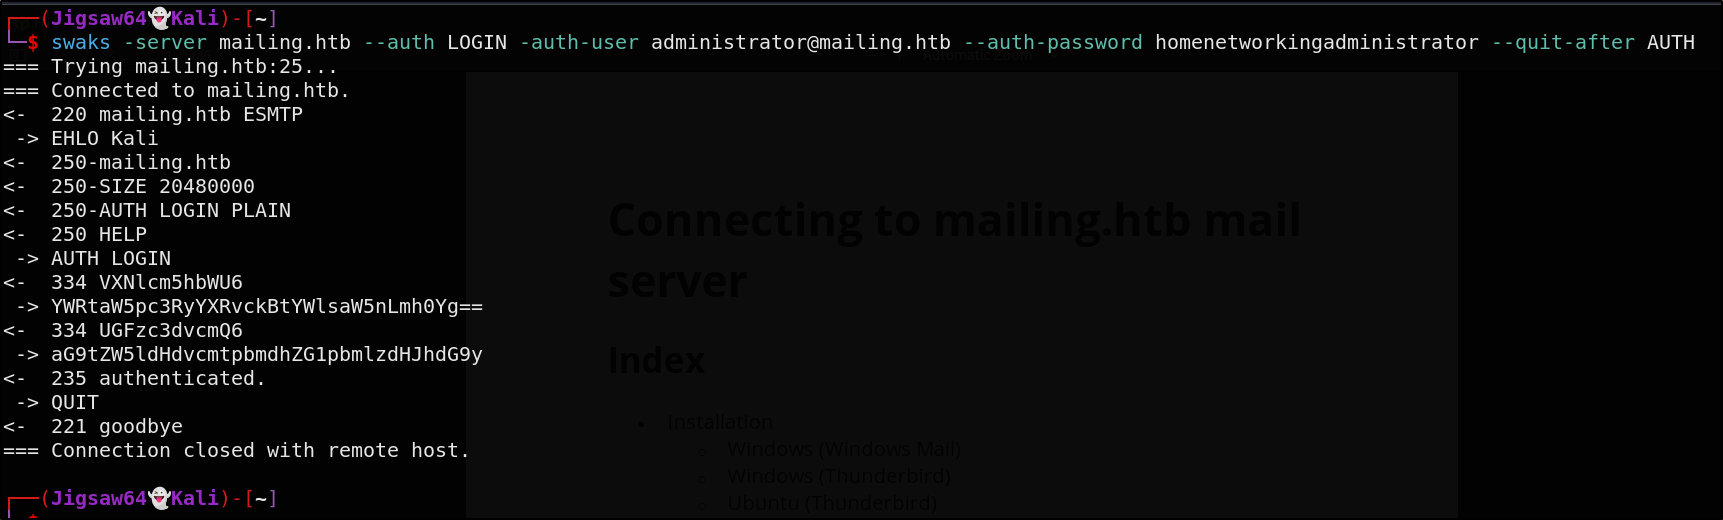 ┌──(Jigsaw64👻Kali)-[~]
└─$ swaks -server mailing.htb --auth LOGIN -auth-user administrator@mailing.htb --auth-password homenetworkingadministrator --quit-after AUTH
=== Trying mailing.htb:25...
Automatic Zoom
=== Connected to mailing.htb.
<-  220 mailing.htb ESMTP
 -> EHLO Kali
<-  250-mailing.htb
<-  250-SIZE 20480000
<-  250-AUTH LOGIN PLAIN
<-  250 HELP
 -> AUTH LOGIN
<-  334 VXNlcm5hbWU6
 -> YWRtaW5pc3RyYXRvckBtYWlsaW5nLmh0Yg==
<-  334 UGFzc3dvcmQ6
 -> aG9tZW5ldHdvcmtpbmdhZG1pbmlzdHJhdG9y
<-  235 authenticated.
 -> QUIT
<-  221 goodbye
=== Connection closed with remote host.
┌──(Jigsaw64👻Kali)-[~]
Connecting to mailing.htb mail
server
Index
• Installation
○ Windows (Windows Mail)
○ Windows (Thunderbird)
○ Ubuntu (Thunderbird)